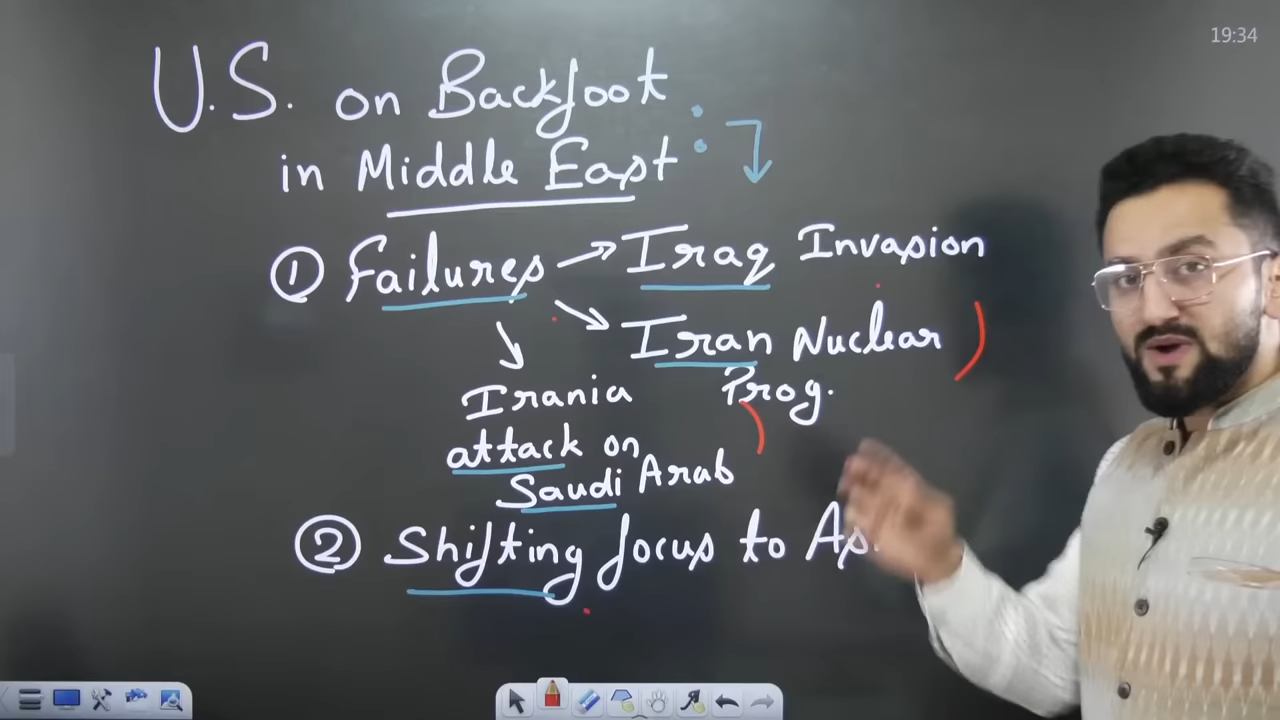 19:34
U.S. on Backfoot :
in Middle East
① Failures → Iraq Invasion
Iran Nuclear
Prog.
Irania
attack on
Saudi Arab
② Shifting focus to